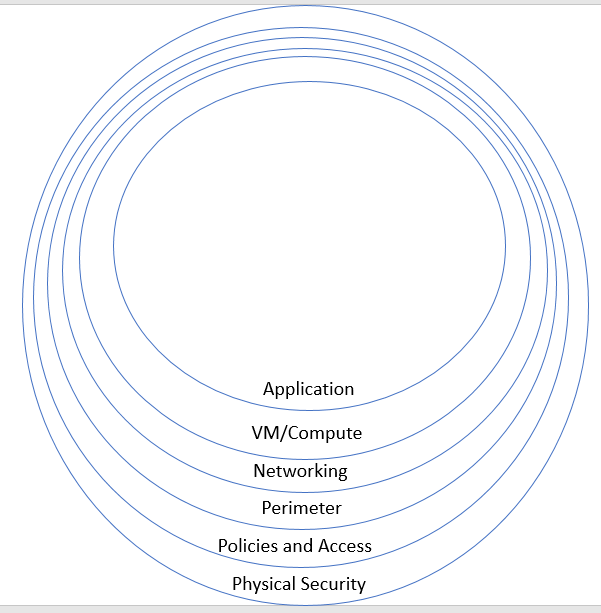 Application
VM/Compute
Networking
Perimeter
Policies and Access
Physical Security